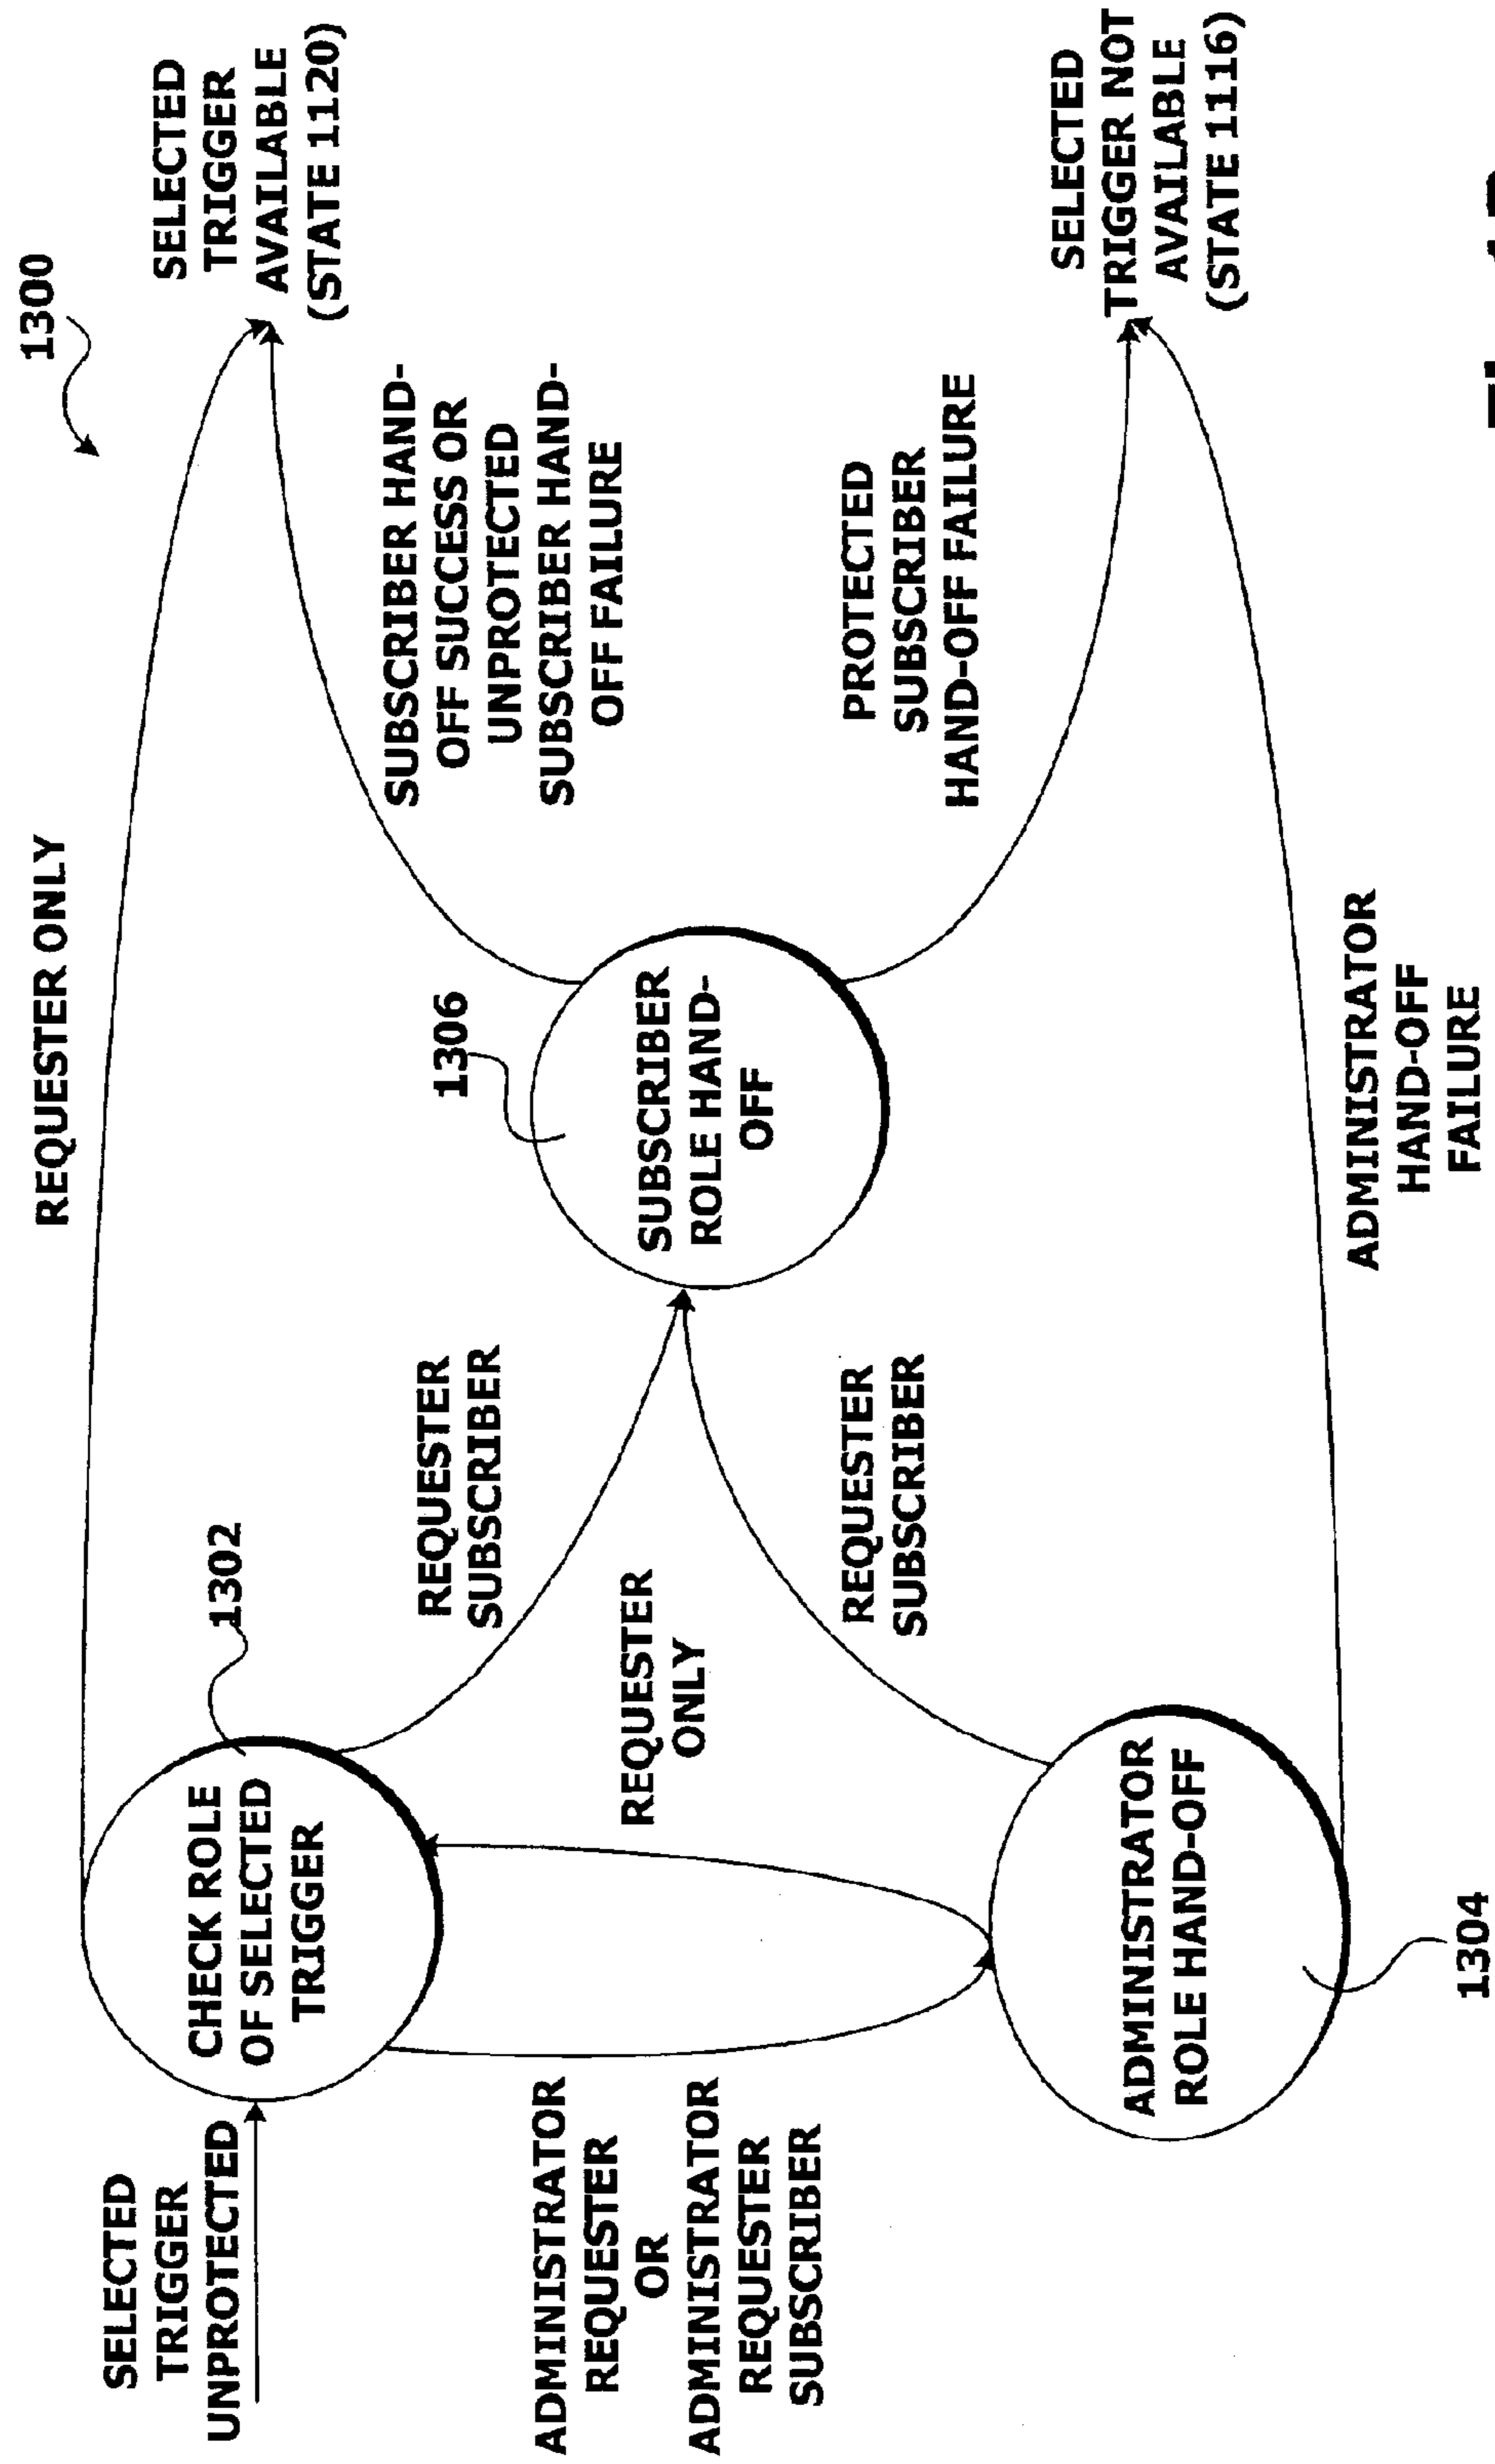 1300
REQUESTER ONLY
SELECTED
TRIGGER
AVAILABLE
(STATE 1120)
SELECTED
TRIGGER
UNPROTECTED
CHECK ROLE
OF SELECTED
TRIGGER
1302
REQUESTER
SUBSCRIBER
SUBSCRIBER HAND-
OFF SUCCESS OR
UNPROTECTED
SUBSCRIBER HAND-
OFF FAILURE
1306
SUBSCRIBER
ROLE HAND-
OFF
ADMINISTRATOR
REQUESTER
OR
ADMINISTRATOR
REQUESTER
SUBSCRIBER
REQUESTER
ONLY
REQUESTER
SUBSCRIBER
PROTECTED
SUBSCRIBER
HAND-OFF FAILURE
SELECTED
TRIGGER NOT
AVAILABLE
(STATE 1116)
ADMINISTRATOR
ROLE HAND-OFF
1304
ADMINISTRATOR
HAND-OFF
FAILURE